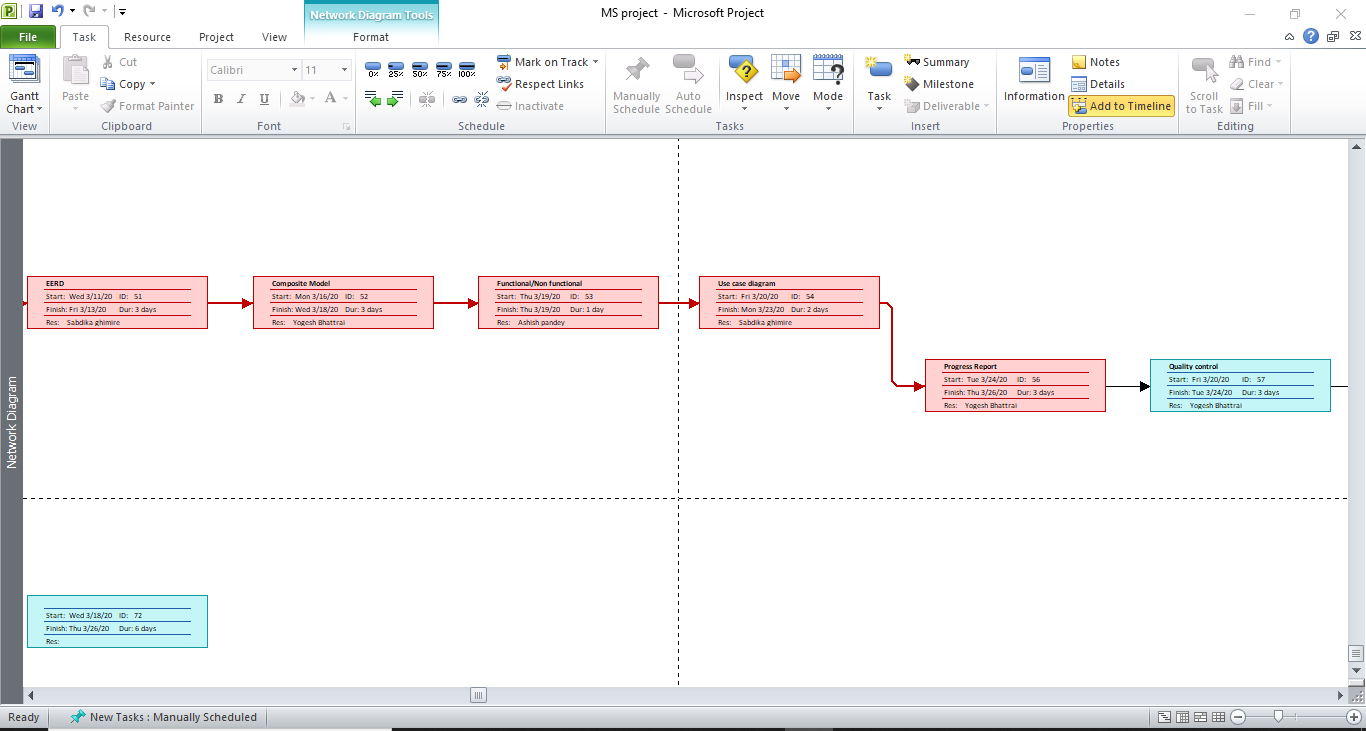 MS project - Microsoft Project
Network Diagram Tools
File Task Resource Project View Format
Gantt Chart
View
Paste
Cut
Copy
Format Painter
Clipboard
Calibri 11
B I U A
Font
0% 25% 50% 75% 100%
Mark on Track
Respect Links
Inactivate
Schedule
Manually Schedule
Auto Schedule
Inspect Move Mode
Tasks
Task
Summary
Milestone
Deliverable
Insert
Information
Notes
Details
Add to Timeline
Properties
Scroll to Task
Find
Clear
Fill
Editing
Network Diagram
EERD
Start: Wed 3/11/20 ID: 51
Finish: Fri 3/13/20 Dur: 3 days
Res: Sabdika ghimire
Composite Model
Start: Mon 3/16/20 ID: 52
Finish: Wed 3/18/20 Dur: 3 days
Res: Yogesh Bhattrai
Functional/Non functional
Start: Thu 3/19/20 ID: 53
Finish: Thu 3/19/20 Dur: 1 day
Res: Ashish pandey
Use case diagram
Start: Fri 3/20/20 ID: 54
Finish: Mon 3/23/20 Dur: 2 days
Res: Sabdika ghimire
Progress Report
Start: Tue 3/24/20 ID: 56
Finish: Thu 3/26/20 Dur: 3 days
Res: Yogesh Bhattrai
Quality control
Start: Fri 3/20/20 ID: 57
Finish: Tue 3/24/20 Dur: 3 days
Res: Yogesh Bhattrai
Start: Wed 3/18/20 ID: 72
Finish: Thu 3/26/20 Dur: 6 days
Res:
Ready New Tasks : Manually Scheduled